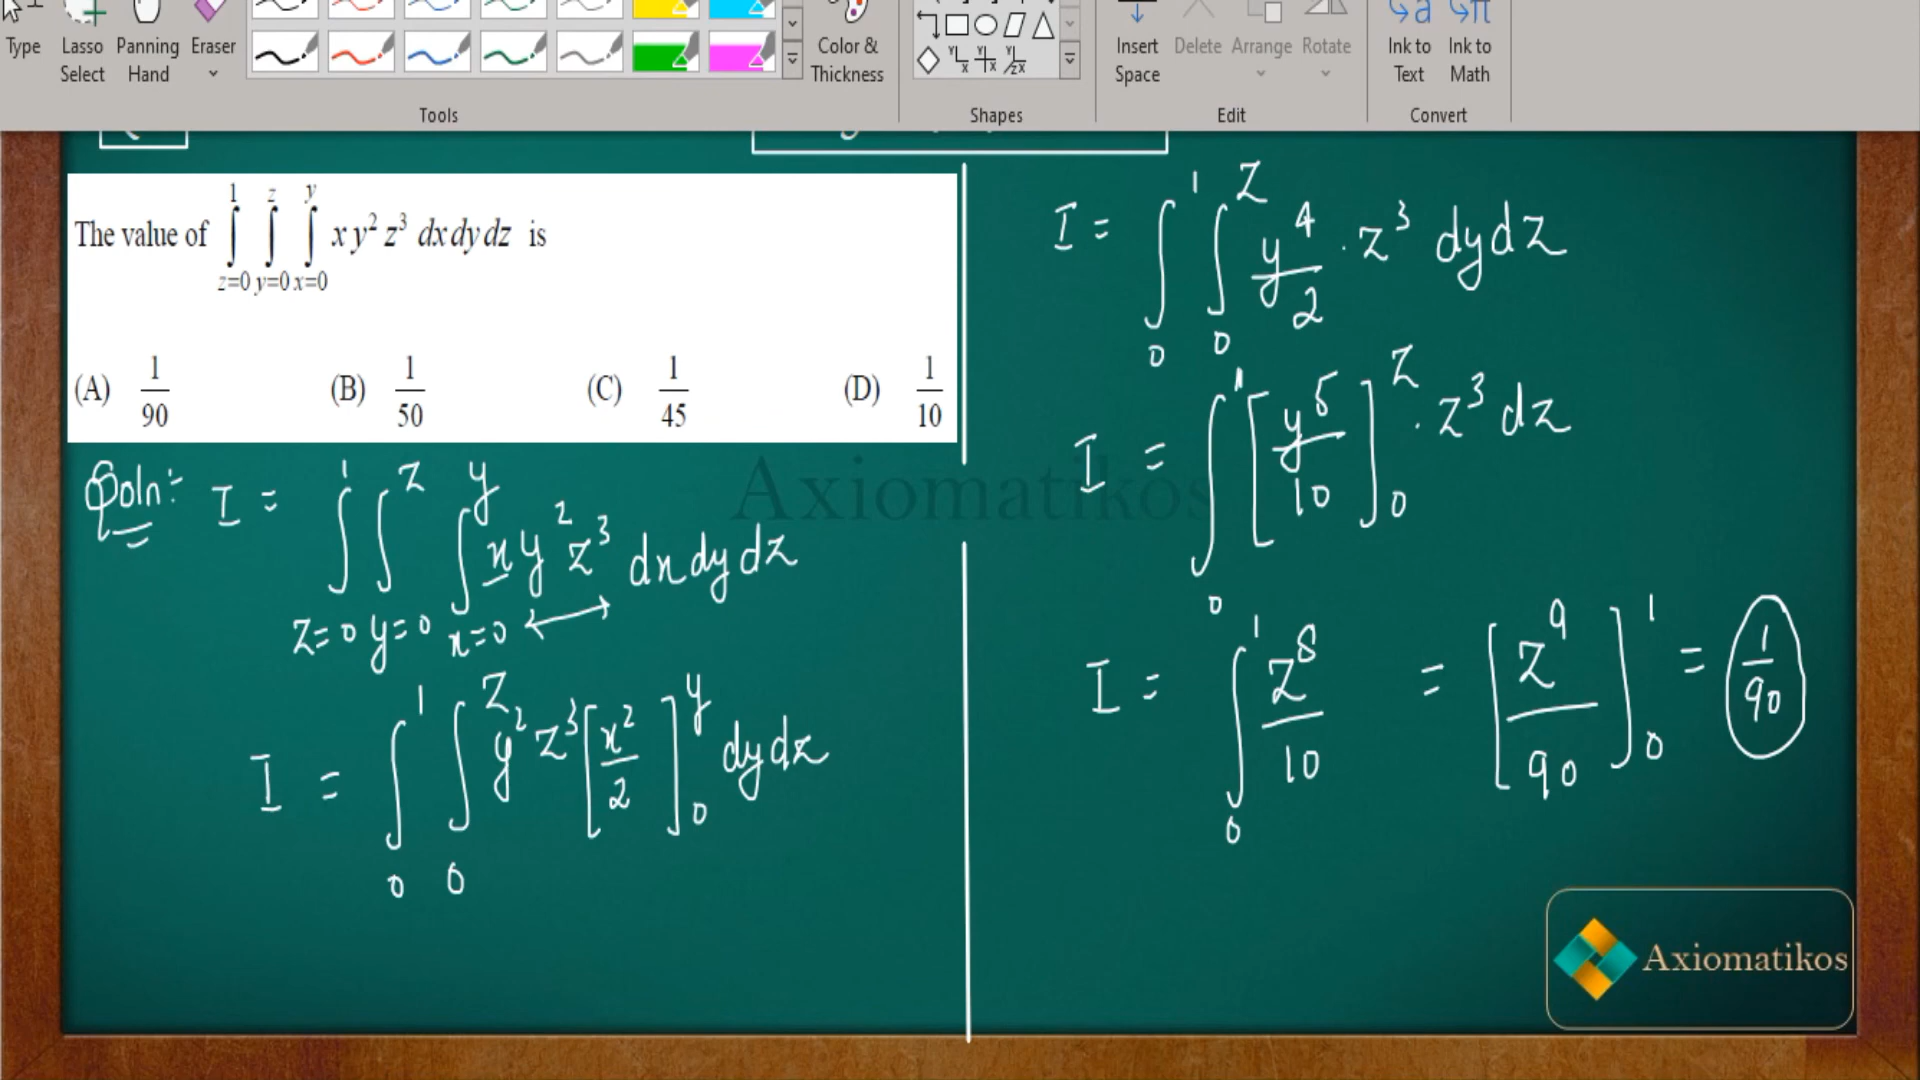 Type Lasso Select Panning Hand Eraser Color & Thickness Insert Space Delete Arrange Rotate Ink to Text Ink to Math
Tools Shapes Edit Convert
The value of ∫_{z=0}^{1} ∫_{y=0}^{z} ∫_{x=0}^{y} x y² z³ dx dy dz is
(A) 1/90 (B) 1/50 (C) 1/45 (D) 1/10
Soln:- I = ∫_{z=0}^{1} ∫_{y=0}^{z} ∫_{x=0}^{y} x y² z³ dx dy dz
I = ∫_0^1 ∫_0^z y² z³ [x²/2]_0^y dy dz
I = ∫_0^1 ∫_0^z y⁴/2 · z³ dy dz
I = ∫_0^1 [y⁵/10]_0^z · z³ dz
I = ∫_0^1 z⁸/10 = [z⁹/90]_0^1 = 1/90
Axiomatikos
Axiomatikos